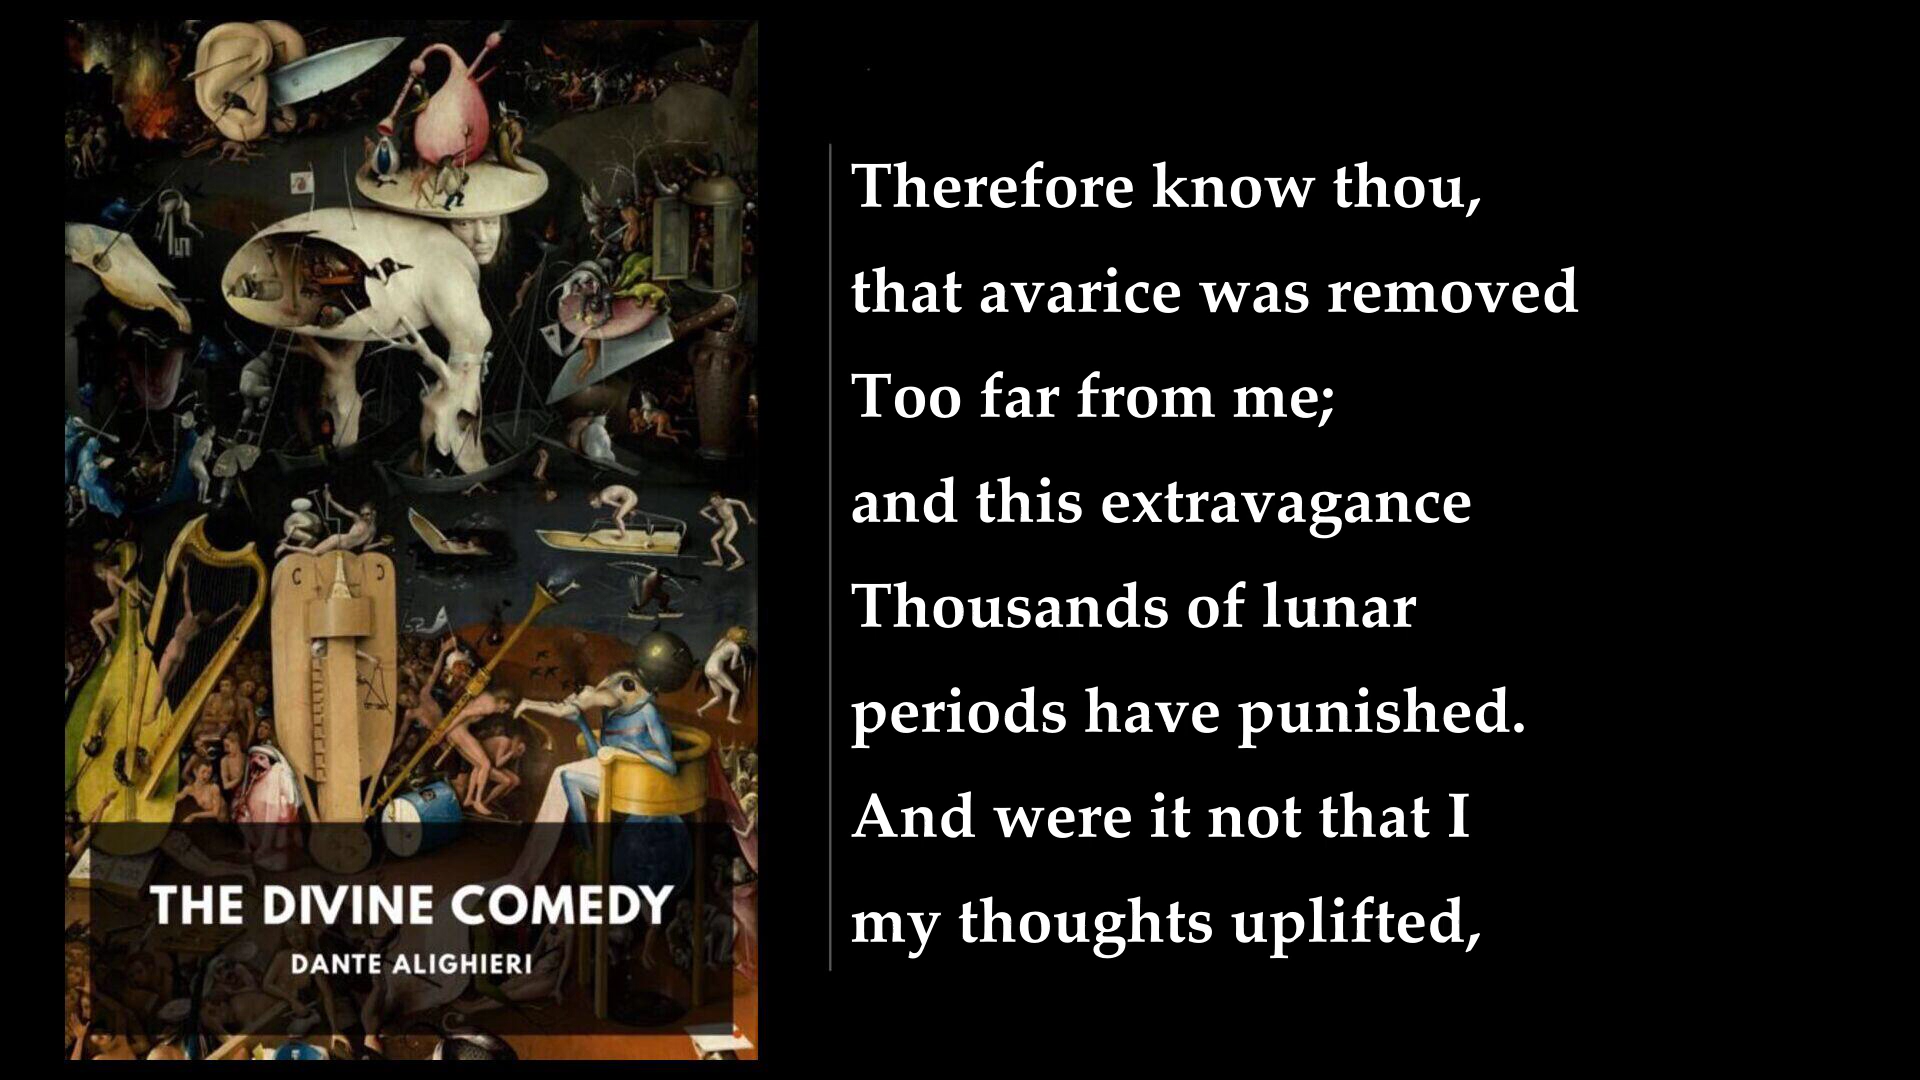 THE DIVINE COMEDY
DANTE ALIGHIERI
Therefore know thou,
that avarice was removed
Too far from me;
and this extravagance
Thousands of lunar
periods have punished.
And were it not that I
my thoughts uplifted,